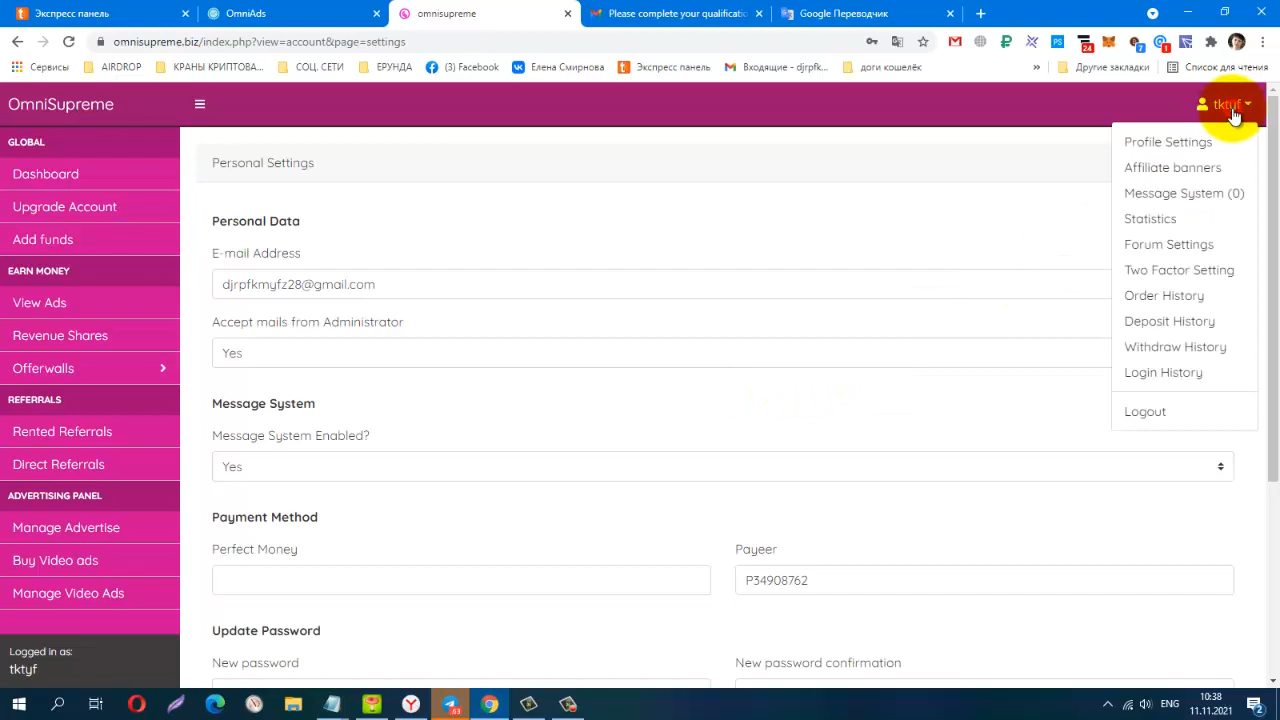 Экспресс панель
OmniAds
omnisupreme
Please complete your qualificatio
Google Переводчик
omnisupreme.biz/index.php?view=account&page=settings
24
7
1
Сервисы
AIRDROP
КРАНЫ КРИПТОВА...
СОЦ. СЕТИ
ЕРУНДА
(3) Facebook
Елена Смирнова
Экспресс панель
Входящие - djrpfk...
доги кошелёк
»
Другие закладки
Список для чтения
OmniSupreme
tktyf
GLOBAL
Dashboard
Upgrade Account
Add funds
EARN MONEY
View Ads
Revenue Shares
Offerwalls
REFERRALS
Rented Referrals
Direct Referrals
ADVERTISING PANEL
Manage Advertise
Buy Video ads
Manage Video Ads
Logged in as:
tktyf
Personal Settings
Personal Data
E-mail Address
djrpfkmyfz28@gmail.com
Accept mails from Administrator
Yes
Message System
Message System Enabled?
Yes
Payment Method
Perfect Money
Payeer
P34908762
Update Password
New password
New password confirmation
Profile Settings
Affiliate banners
Message System (0)
Statistics
Forum Settings
Two Factor Setting
Order History
Deposit History
Withdraw History
Login History
Logout
ENG
10:38
11.11.2021